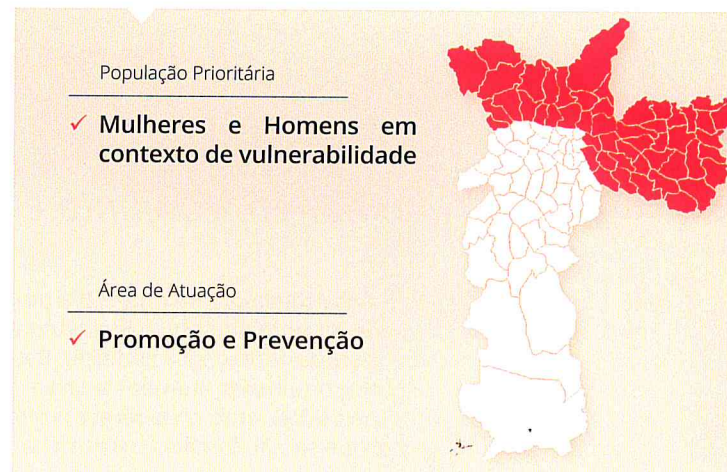 População Prioritária
✓ Mulheres e Homens em
contexto de vulnerabilidade
Área de Atuação
✓ Promoção e Prevenção